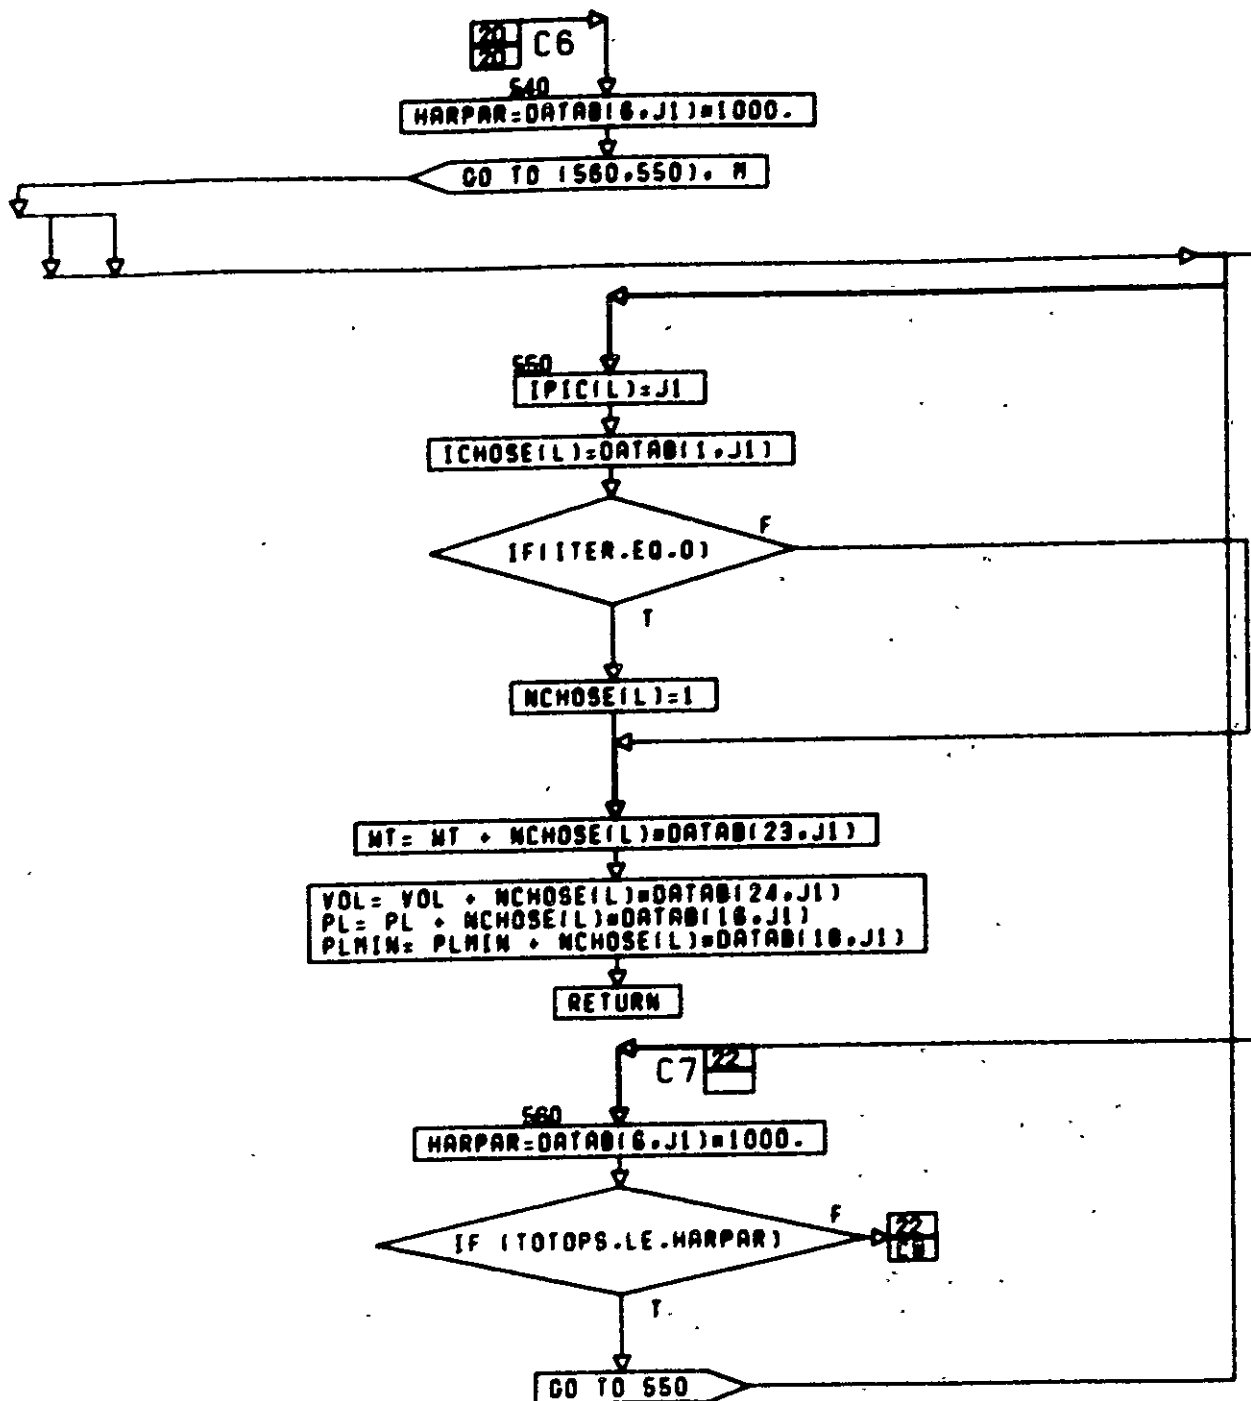 20
20
C6
540
HARPAR=DATAB(6,J1)*1000.
GO TO (560,550), M
550
IPIC(L)=J1
ICHOSE(L)=DATAB(1,J1)
IF(ITER.EQ.0)
F
T
NCHOSE(L)=1
WT= WT + NCHOSE(L)*DATAB(23,J1)
VOL= VOL + NCHOSE(L)*DATAB(24,J1)
PL= PL + NCHOSE(L)*DATAB(16,J1)
PLMIN= PLMIN + NCHOSE(L)*DATAB(18,J1)
RETURN
C7
22
560
HARPAR=DATAB(6,J1)*1000.
IF (TOTOPS.LE.HARPAR)
F
22
T
GO TO 550